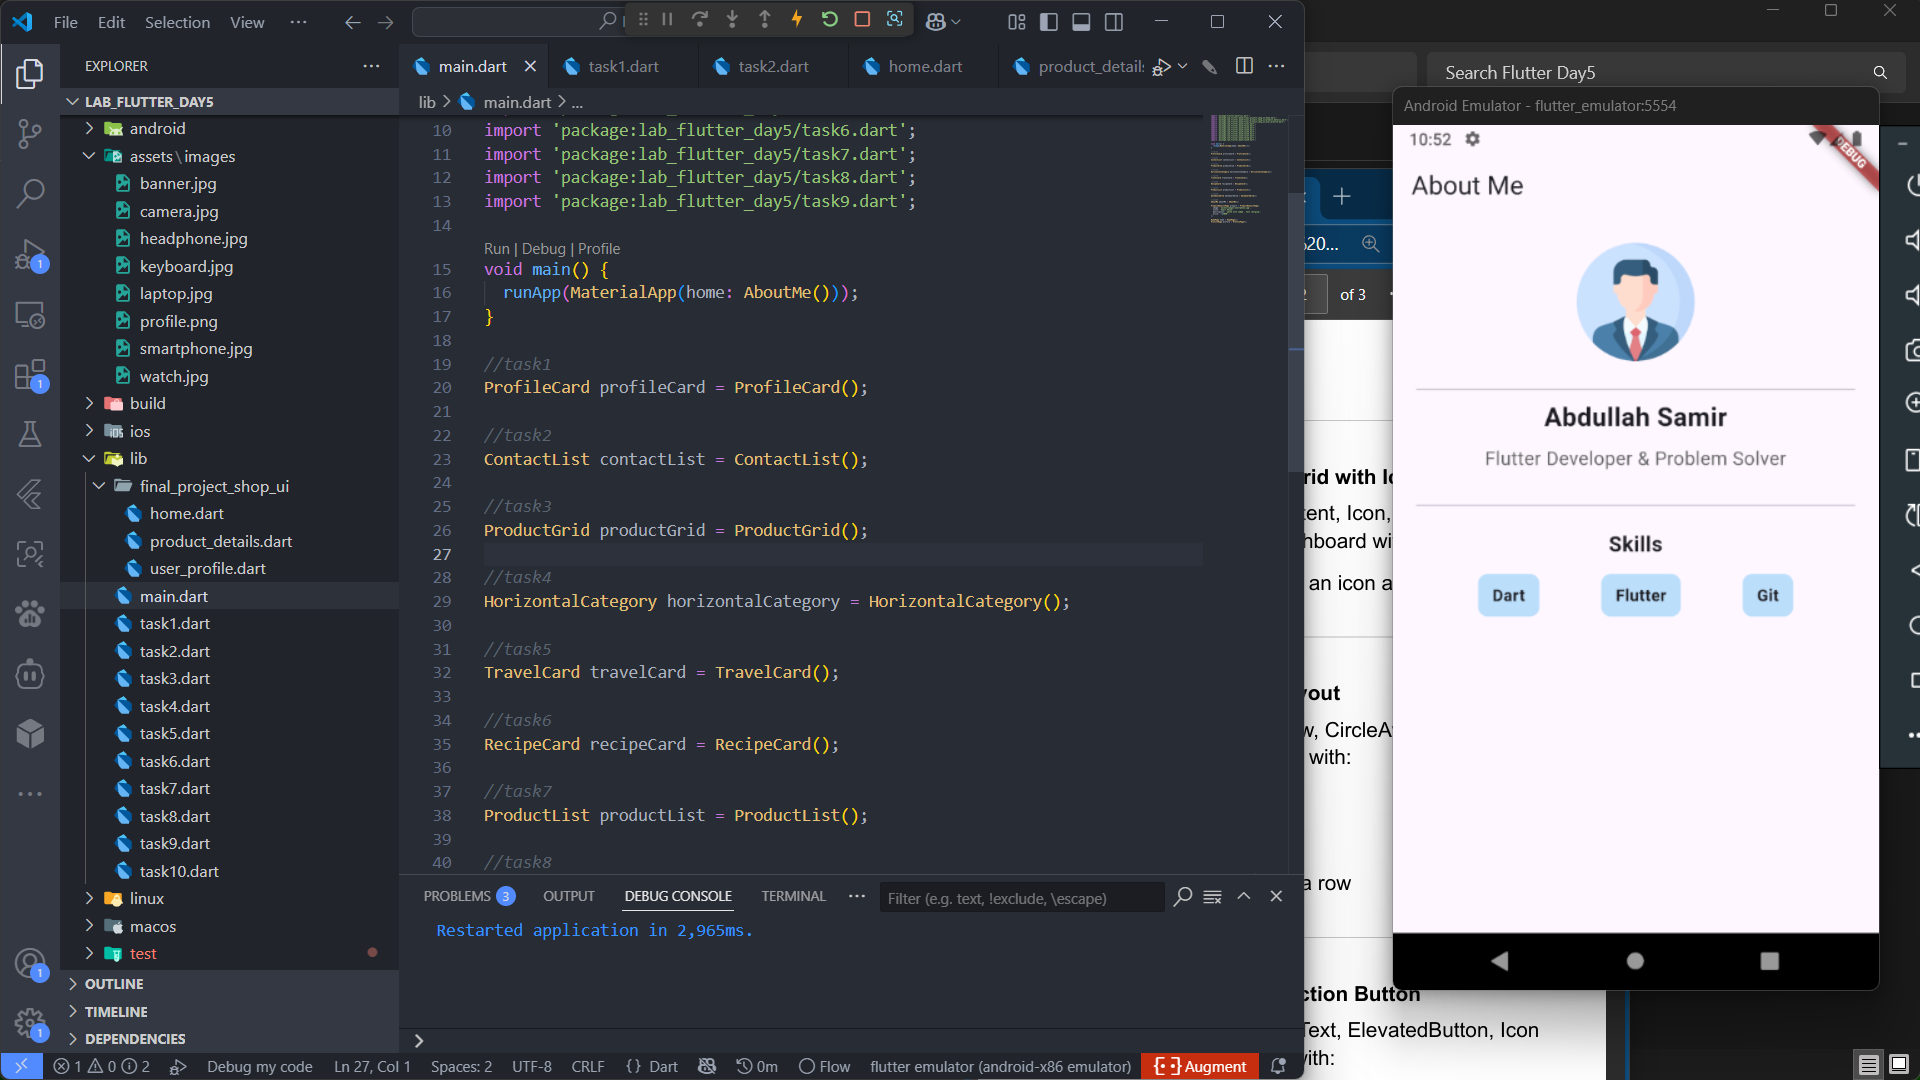 File Edit Selection View
EXPLORER
LAB_FLUTTER_DAY5
android
assets\images
banner.jpg
camera.jpg
headphone.jpg
keyboard.jpg
laptop.jpg
profile.png
smartphone.jpg
watch.jpg
build
ios
lib
final_project_shop_ui
home.dart
product_details.dart
user_profile.dart
main.dart
task1.dart
task2.dart
task3.dart
task4.dart
task5.dart
task6.dart
task7.dart
task8.dart
task9.dart
task10.dart
linux
macos
test
OUTLINE
TIMELINE
DEPENDENCIES
main.dart task1.dart task2.dart home.dart product_details
lib > main.dart > ...
10 import 'package:lab_flutter_day5/task6.dart';
11 import 'package:lab_flutter_day5/task7.dart';
12 import 'package:lab_flutter_day5/task8.dart';
13 import 'package:lab_flutter_day5/task9.dart';
14
Run | Debug | Profile
15 void main() {
16 runApp(MaterialApp(home: AboutMe()));
17 }
18
19 //task1
20 ProfileCard profileCard = ProfileCard();
21
22 //task2
23 ContactList contactList = ContactList();
24
25 //task3
26 ProductGrid productGrid = ProductGrid();
27
28 //task4
29 HorizontalCategory horizontalCategory = HorizontalCategory();
30
31 //task5
32 TravelCard travelCard = TravelCard();
33
34 //task6
35 RecipeCard recipeCard = RecipeCard();
36
37 //task7
38 ProductList productList = ProductList();
39
40 //task8
PROBLEMS 3 OUTPUT DEBUG CONSOLE TERMINAL Filter (e.g. text, !exclude, \escape)
Restarted application in 2,965ms.
1 0 2 Debug my code Ln 27, Col 1 Spaces: 2 UTF-8 CRLF {} Dart 0m Flow flutter emulator (android-x86 emulator) Augment
Search Flutter Day5
520...
2 of 3
rid with Ic
tent, Icon,
hboard wi
an icon a
yout
w, CircleA
with:
a row
ction Button
Text, ElevatedButton, Icon
with:
Android Emulator - flutter_emulator:5554
10:52
DEBUG
About Me
Abdullah Samir
Flutter Developer & Problem Solver
Skills
Dart Flutter Git